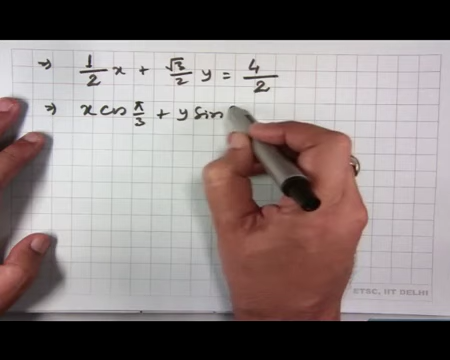 ⇒ 1/2 x + √3/2 y = 4/2
⇒ x cos π/3 + y sin
ETSC, IIT DELHI